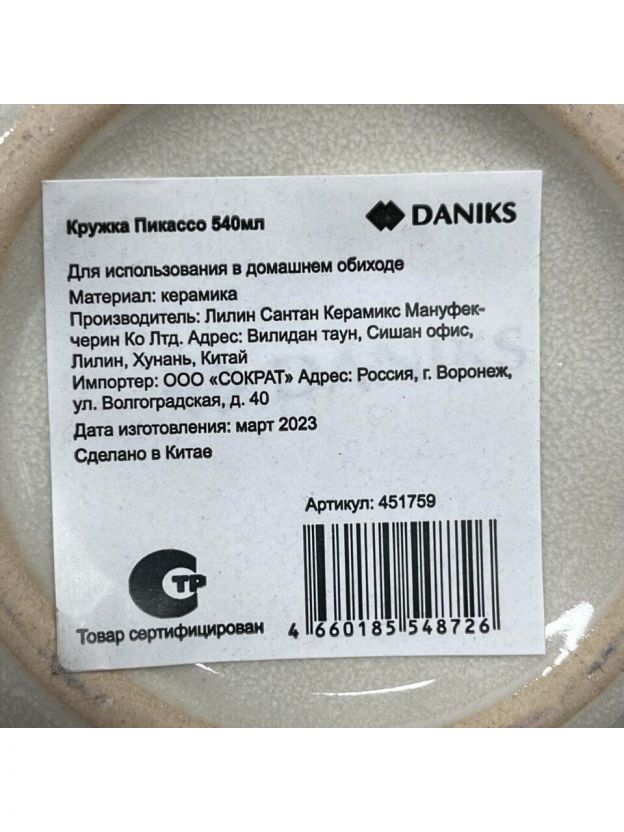 Кружка Пикассо 540мл
DANIKS
Для использования в домашнем обиходе
Материал: керамика
Производитель: Лилин Сантан Керамикс Мануфек-
черин Ко Лтд. Адрес: Вилидан таун, Сишан офис,
Лилин, Хунань, Китай
Импортер: ООО «СОКРАТ» Адрес: Россия, г. Воронеж,
ул. Волгоградская, д. 40
Дата изготовления: март 2023
Сделано в Китае
Артикул: 451759
СТР
Товар сертифицирован
4 660185 548726